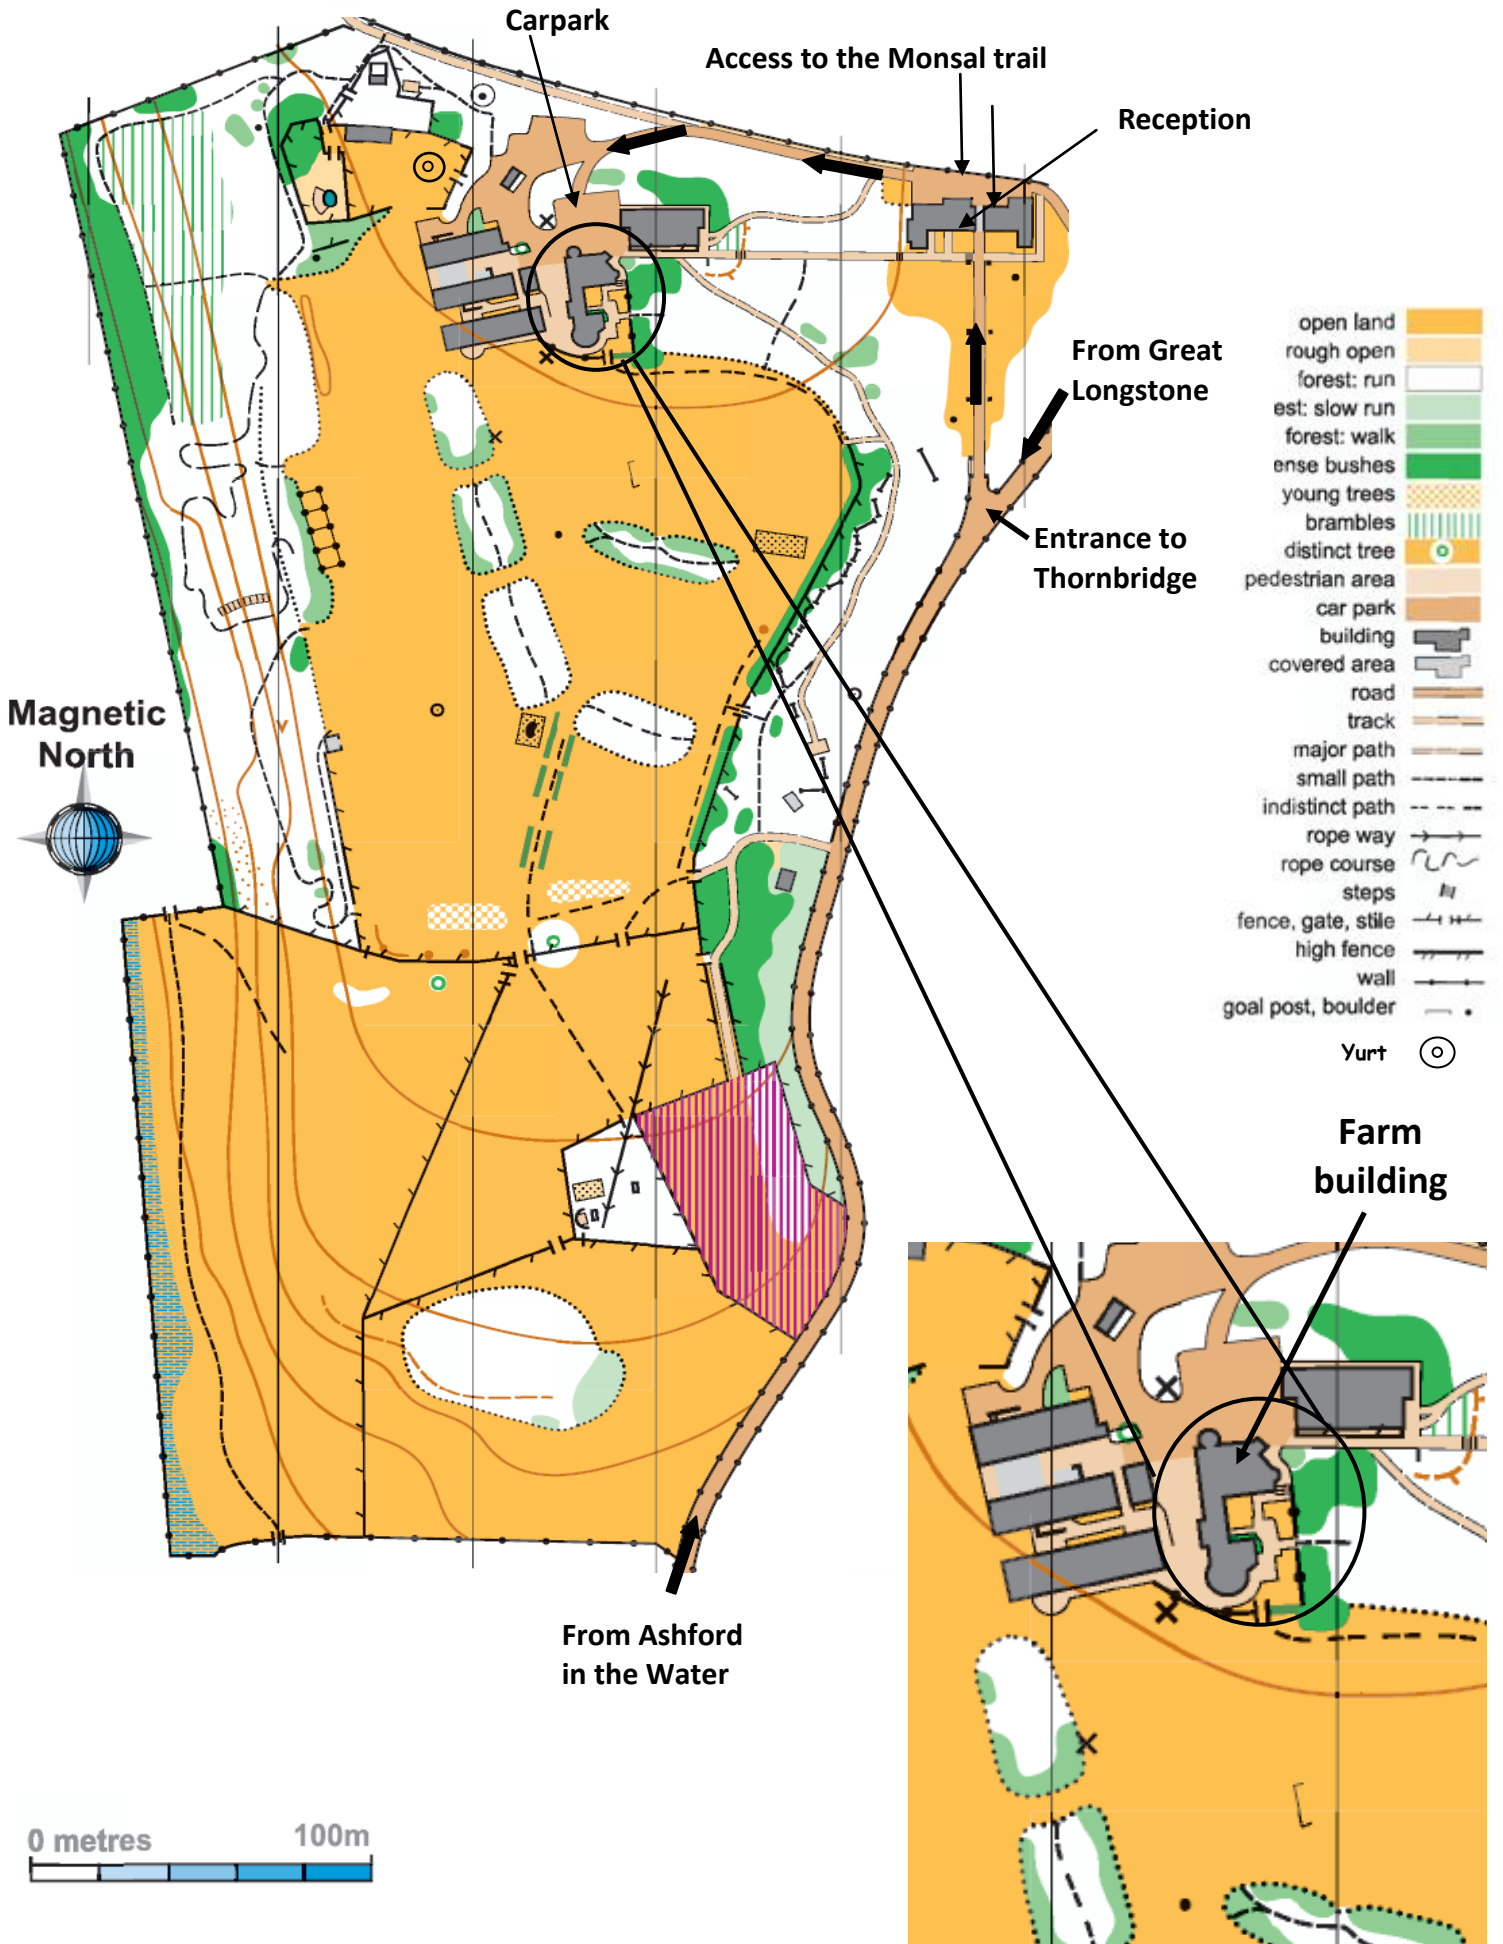 Carpark
Access to the Monsal trail
Reception
From Great
Longstone
Entrance to
Thornbridge
Magnetic
North
open land
rough open
forest: run
est: slow run
forest: walk
ense bushes
young trees
brambles
distinct tree
pedestrian area
car park
building
covered area
road
track
major path
small path
indistinct path
rope way
rope course
steps
fence, gate, stile
high fence
wall
goal post, boulder
Yurt
Farm
building
From Ashford
in the Water
0 metres 100m